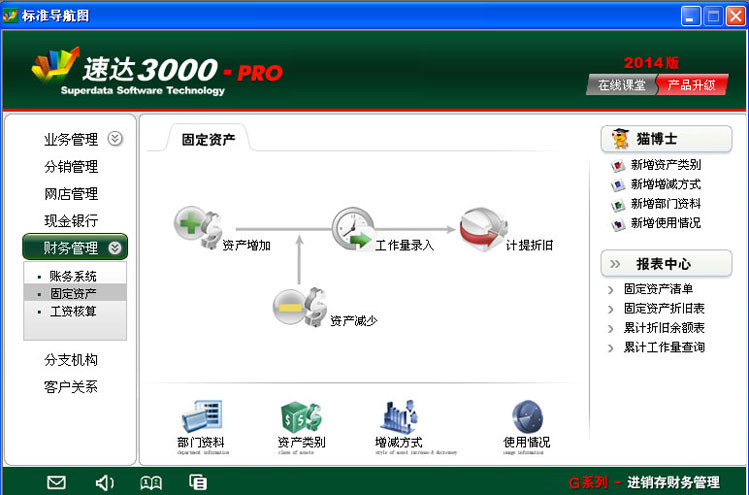 标准导航图
速达3000-PRO
Superdata Software Technology
2014版
在线课堂
产品升级
业务管理
分销管理
网店管理
现金银行
财务管理
账务系统
固定资产
工资核算
分支机构
客户关系
固定资产
资产增加
工作量录入
计提折旧
资产减少
部门资料
department information
资产类别
class of assets
增减方式
使用情况
usage information
猫博士
新增资产类别
新增增减方式
新增部门资料
新增使用情况
报表中心
固定资产清单
固定资产折旧表
累计折旧余额表
累计工作量查询
G系列 - 进销存财务管理